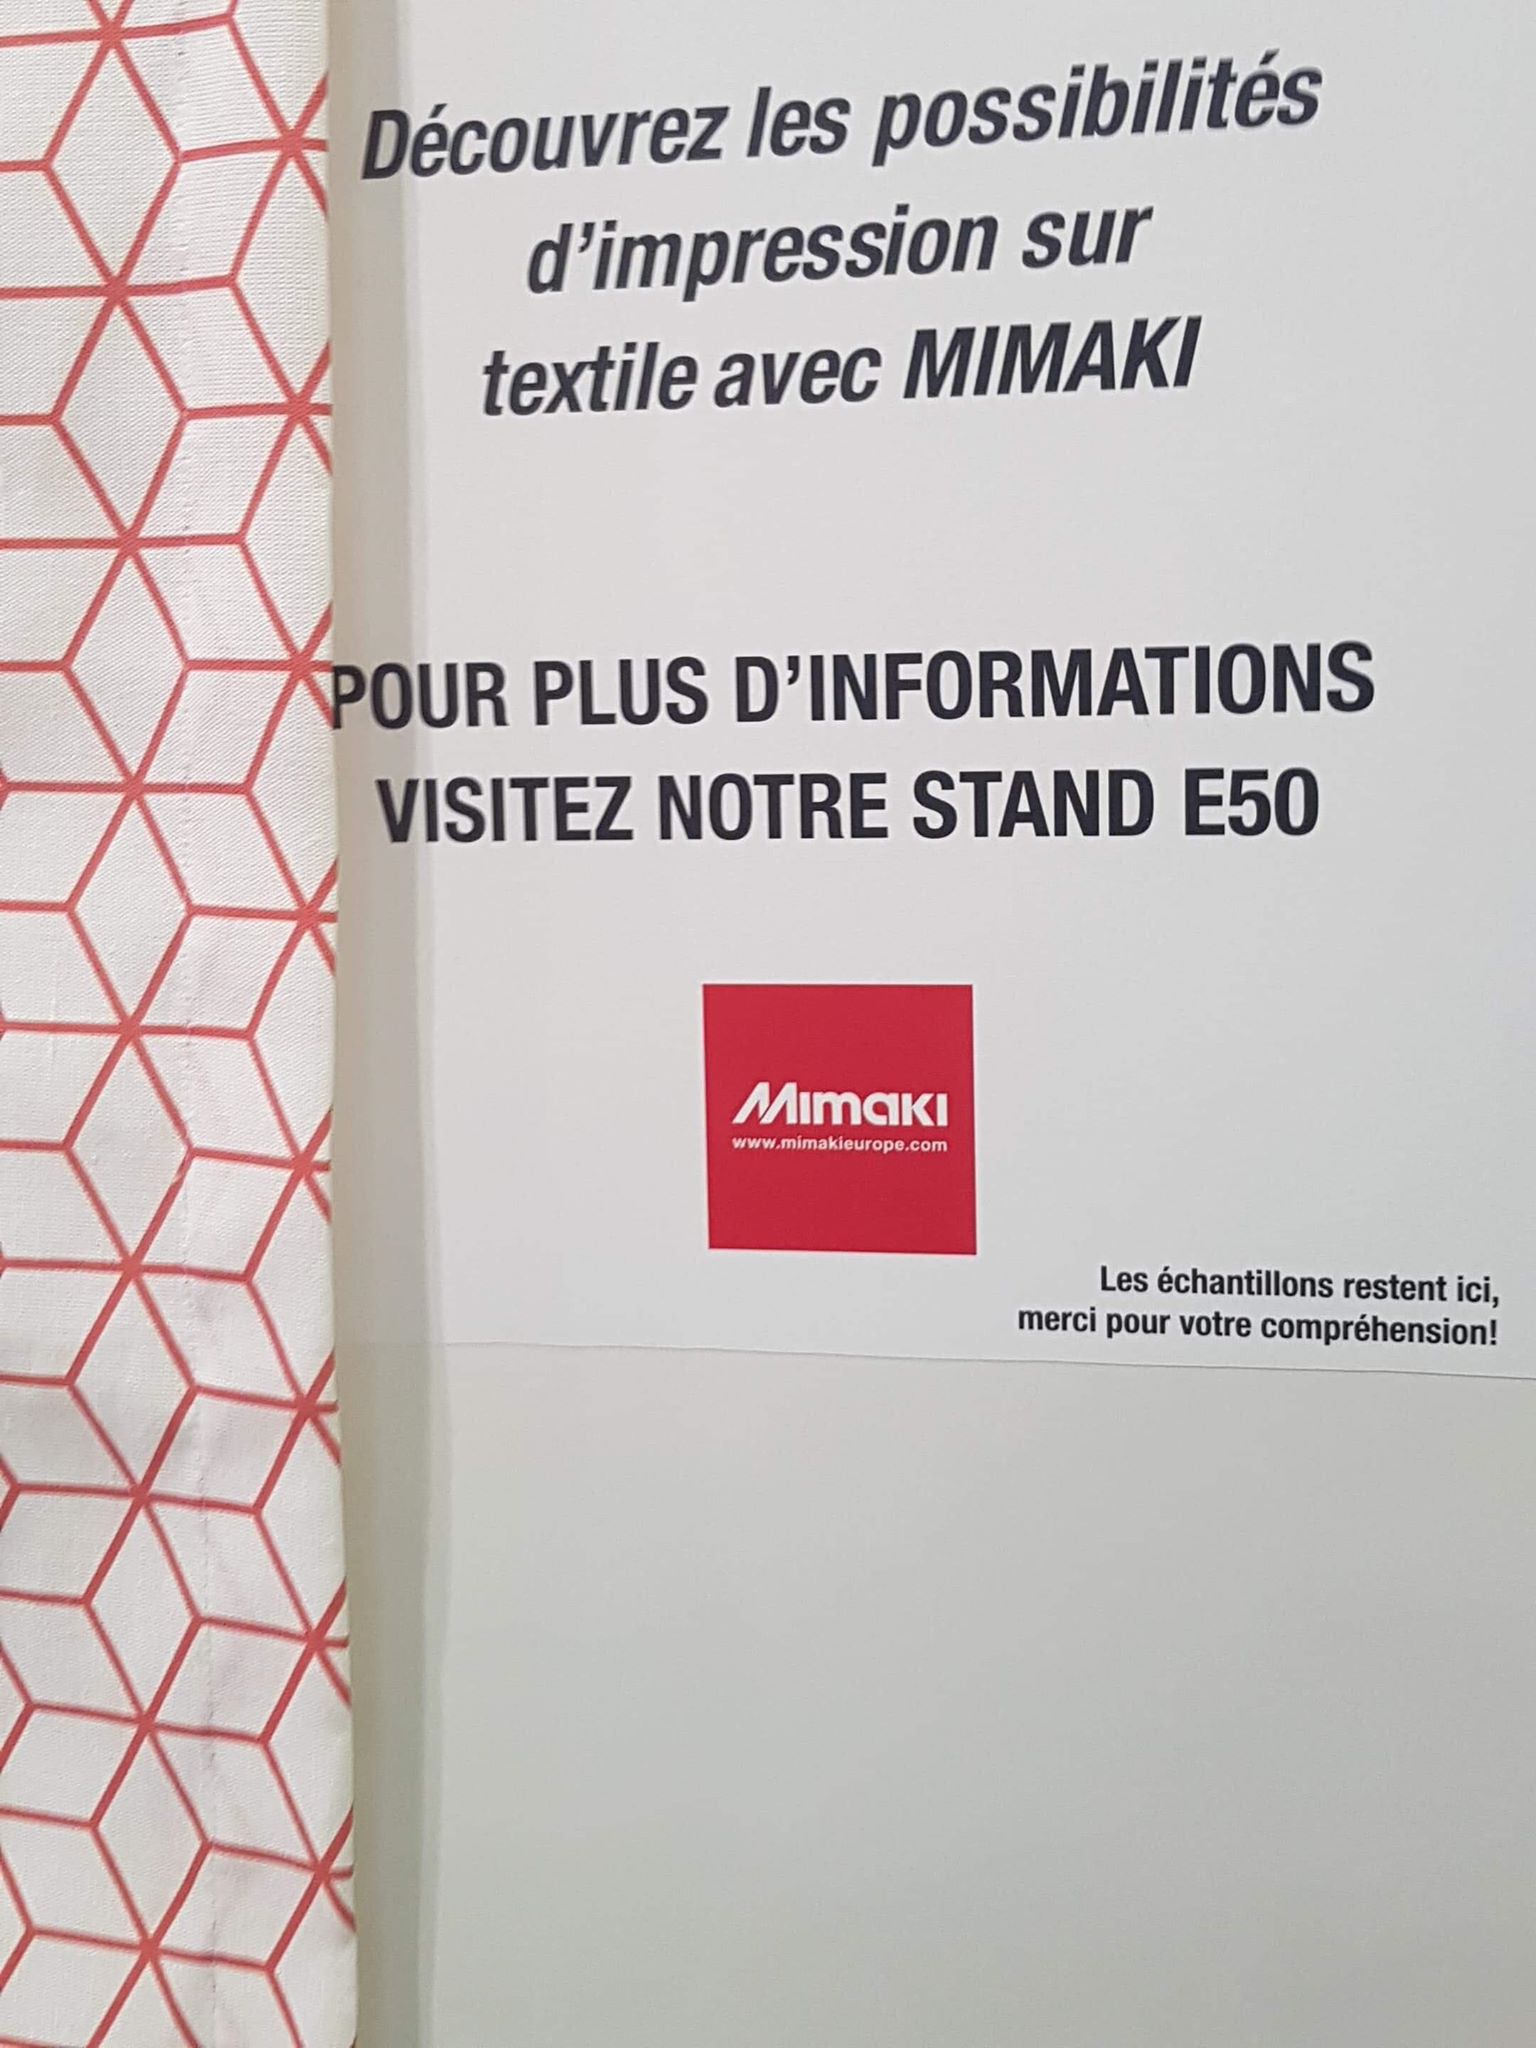 Découvrez les possibilités
d’impression sur
textile avec MIMAKI
POUR PLUS D’INFORMATIONS
VISITEZ NOTRE STAND E50
Mimaki
www.mimakieurope.com
Les échantillons restent ici,
merci pour votre compréhension!